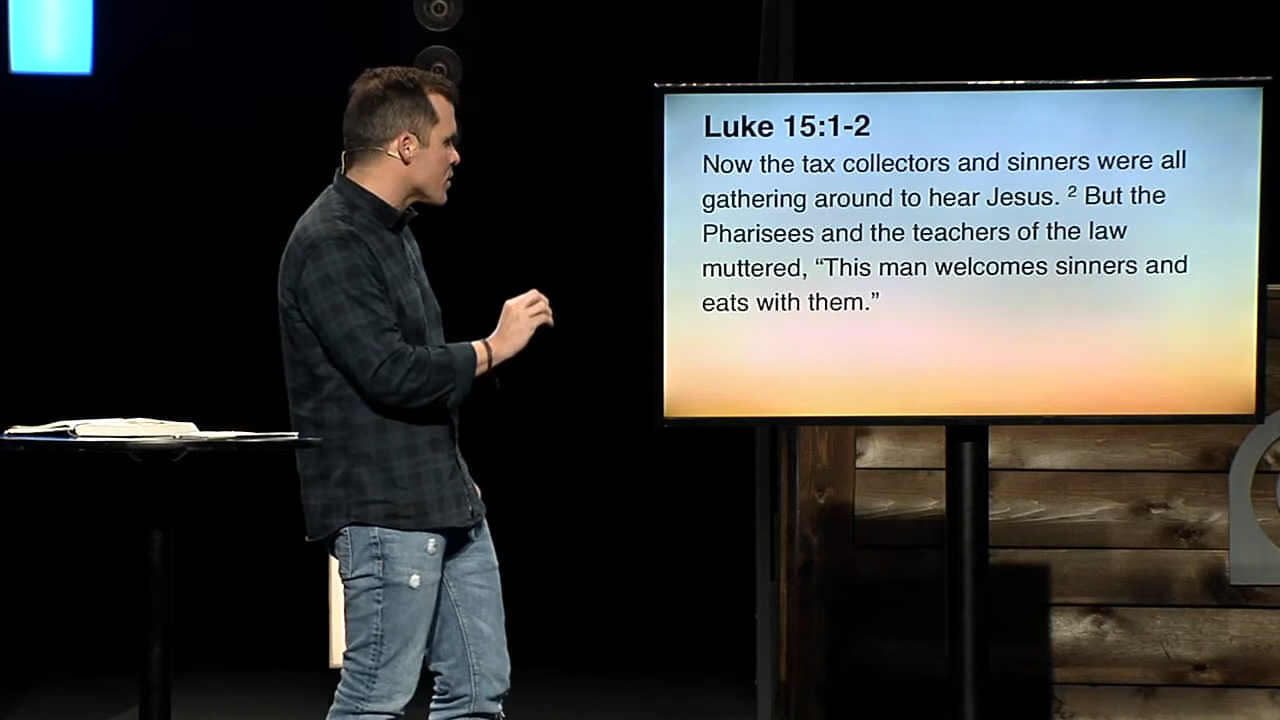 Luke 15:1-2
Now the tax collectors and sinners were all
gathering around to hear Jesus. ² But the
Pharisees and the teachers of the law
muttered, “This man welcomes sinners and
eats with them.”